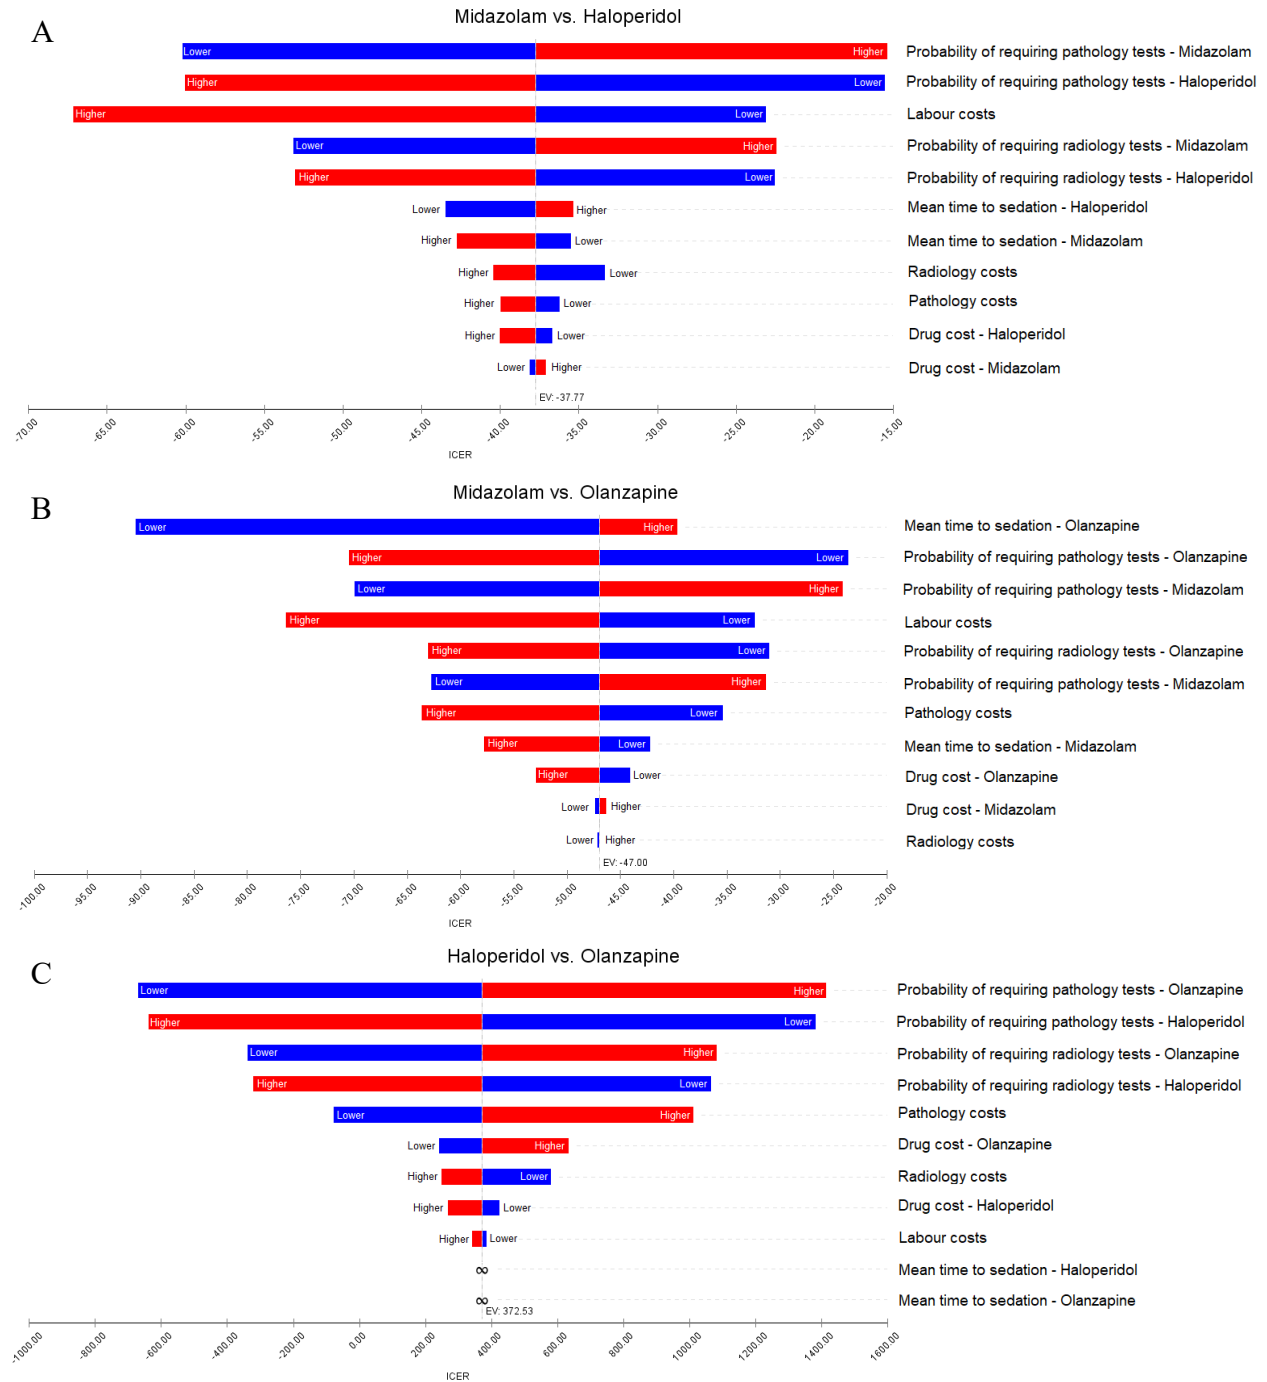 A
Midazolam vs. Haloperidol
Lower Higher Probability of requiring pathology tests - Midazolam
Higher Lower Probability of requiring pathology tests - Haloperidol
Higher Lower Labour costs
Lower Higher Probability of requiring radiology tests - Midazolam
Higher Lower Probability of requiring radiology tests - Haloperidol
Lower Higher Mean time to sedation - Haloperidol
Higher Lower Mean time to sedation - Midazolam
Higher Lower Radiology costs
Higher Lower Pathology costs
Higher Lower Drug cost - Haloperidol
Lower Higher Drug cost - Midazolam
EV: -37.77
-70.00 -65.00 -60.00 -55.00 -50.00 -45.00 -40.00 -35.00 -30.00 -25.00 -20.00 -15.00
ICER
B
Midazolam vs. Olanzapine
Lower Higher Mean time to sedation - Olanzapine
Higher Lower Probability of requiring pathology tests - Olanzapine
Lower Higher Probability of requiring pathology tests - Midazolam
Higher Lower Labour costs
Higher Lower Probability of requiring radiology tests - Olanzapine
Lower Higher Probability of requiring pathology tests - Midazolam
Higher Lower Pathology costs
Higher Lower Mean time to sedation - Midazolam
Higher Lower Drug cost - Olanzapine
Lower Higher Drug cost - Midazolam
Lower Higher Radiology costs
EV: -47.00
-100.00 -95.00 -90.00 -85.00 -80.00 -75.00 -70.00 -65.00 -60.00 -55.00 -50.00 -45.00 -40.00 -35.00 -30.00 -25.00 -20.00
ICER
C
Haloperidol vs. Olanzapine
Lower Higher Probability of requiring pathology tests - Olanzapine
Higher Lower Probability of requiring pathology tests - Haloperidol
Lower Higher Probability of requiring radiology tests - Olanzapine
Higher Lower Probability of requiring radiology tests - Haloperidol
Lower Higher Pathology costs
Lower Higher Drug cost - Olanzapine
Higher Lower Radiology costs
Higher Lower Drug cost - Haloperidol
Higher Lower Labour costs
∞ Mean time to sedation - Haloperidol
∞ Mean time to sedation - Olanzapine
EV: 372.53
-1000.00 -800.00 -600.00 -400.00 -200.00 0.00 200.00 400.00 600.00 800.00 1000.00 1200.00 1400.00 1600.00
ICER